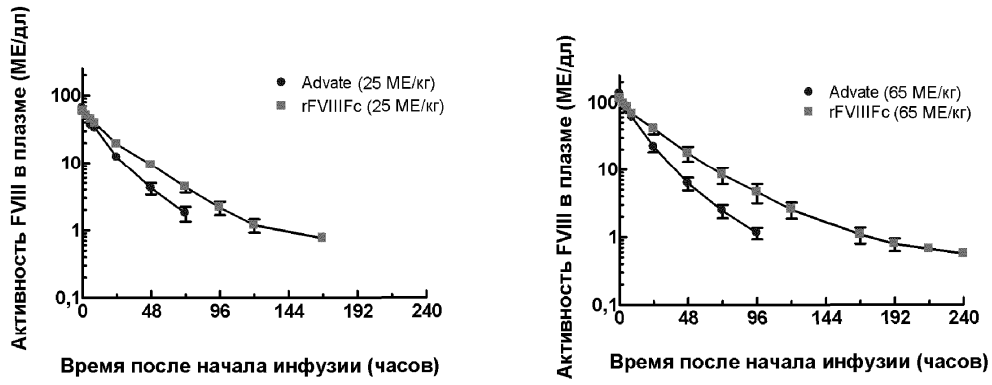 Активность FVIII в плазме (МЕ/дл)
100
10
1
0,1
Advate (25 МЕ/кг)
rFVIIIFc (25 МЕ/кг)
0 48 96 144 192 240
Время после начала инфузии (часов)
Активность FVIII в плазме (МЕ/дл)
100
10
1
0,1
Advate (65 МЕ/кг)
rFVIIIFc (65 МЕ/кг)
0 48 96 144 192 240
Время после начала инфузии (часов)